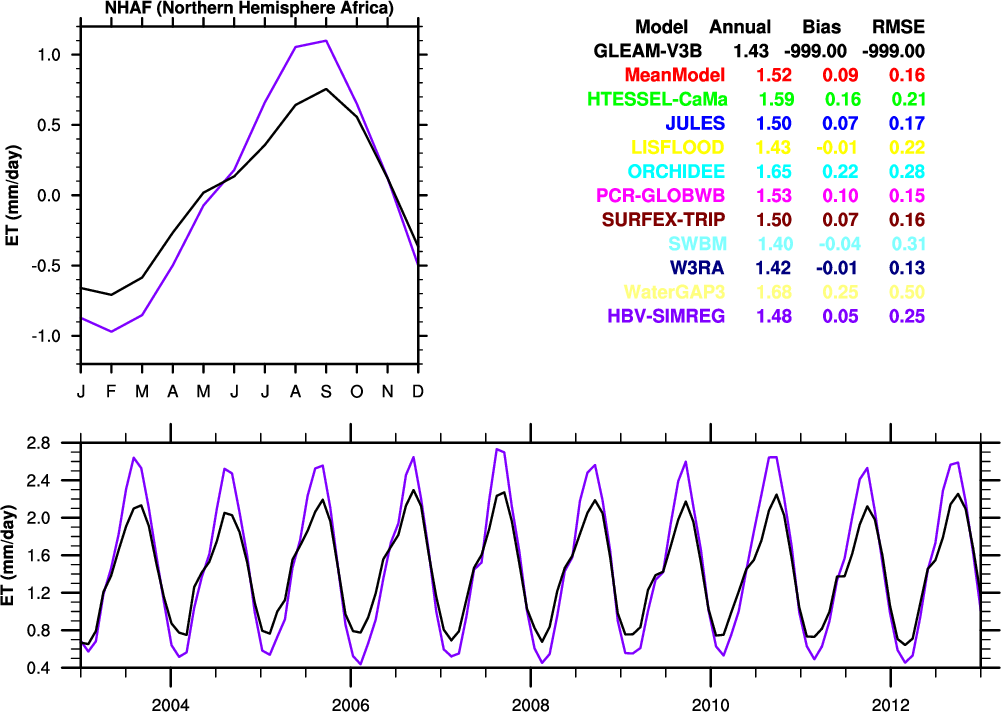 NHAF (Northern Hemisphere Africa)
ET (mm/day)
1.0
0.5
0.0
-0.5
-1.0
J F M A M J J A S O N D
Model Annual Bias RMSE
GLEAM-V3B 1.43 -999.00 -999.00
MeanModel 1.52 0.09 0.16
HTESSEL-CaMa 1.59 0.16 0.21
JULES 1.50 0.07 0.17
LISFLOOD 1.43 -0.01 0.22
ORCHIDEE 1.65 0.22 0.28
PCR-GLOBWB 1.53 0.10 0.15
SURFEX-TRIP 1.50 0.07 0.16
SWBM 1.40 -0.04 0.31
W3RA 1.42 -0.01 0.13
WaterGAP3 1.68 0.25 0.50
HBV-SIMREG 1.48 0.05 0.25
ET (mm/day)
2.8
2.4
2.0
1.6
1.2
0.8
0.4
2004 2006 2008 2010 2012